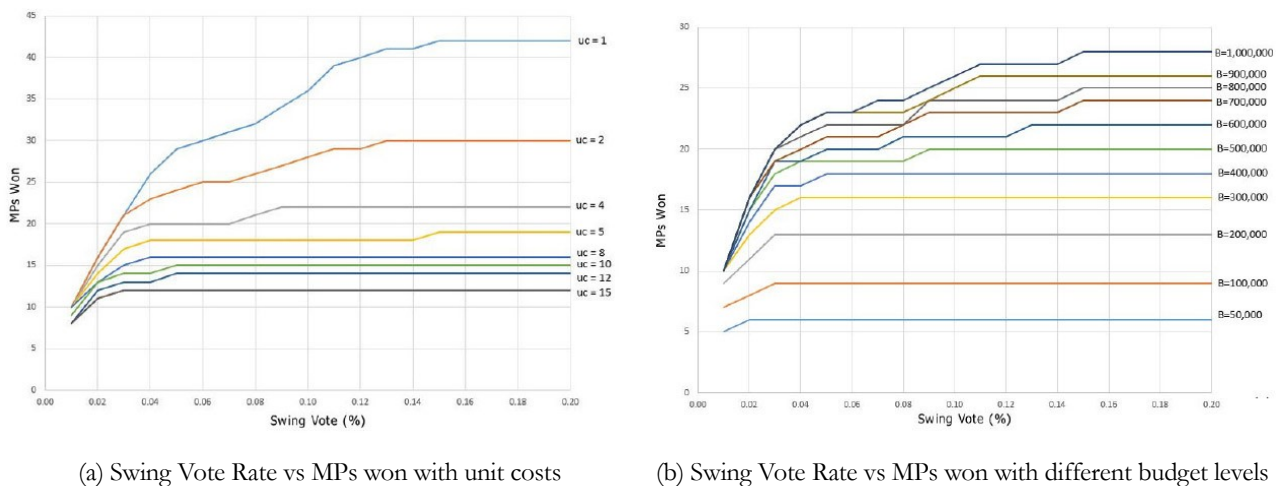 45
40
35
30
25
20
15
10
5
0
MPs Won
0.00 0.02 0.04 0.06 0.08 0.10 0.12 0.14 0.16 0.18 0.20
Swing Vote (%)
uc = 1
uc = 2
uc = 4
uc = 5
uc = 8
uc = 10
uc = 12
uc = 15
(a) Swing Vote Rate vs MPs won with unit costs
30
25
20
15
10
5
0
MPs Won
0.00 0.02 0.04 0.06 0.08 0.10 0.12 0.14 0.16 0.18 0.20
Swing Vote (%)
B=1,000,000
B=900,000
B=800,000
B=700,000
B=600,000
B=500,000
B=400,000
B=300,000
B=200,000
B=100,000
B=50,000
(b) Swing Vote Rate vs MPs won with different budget levels